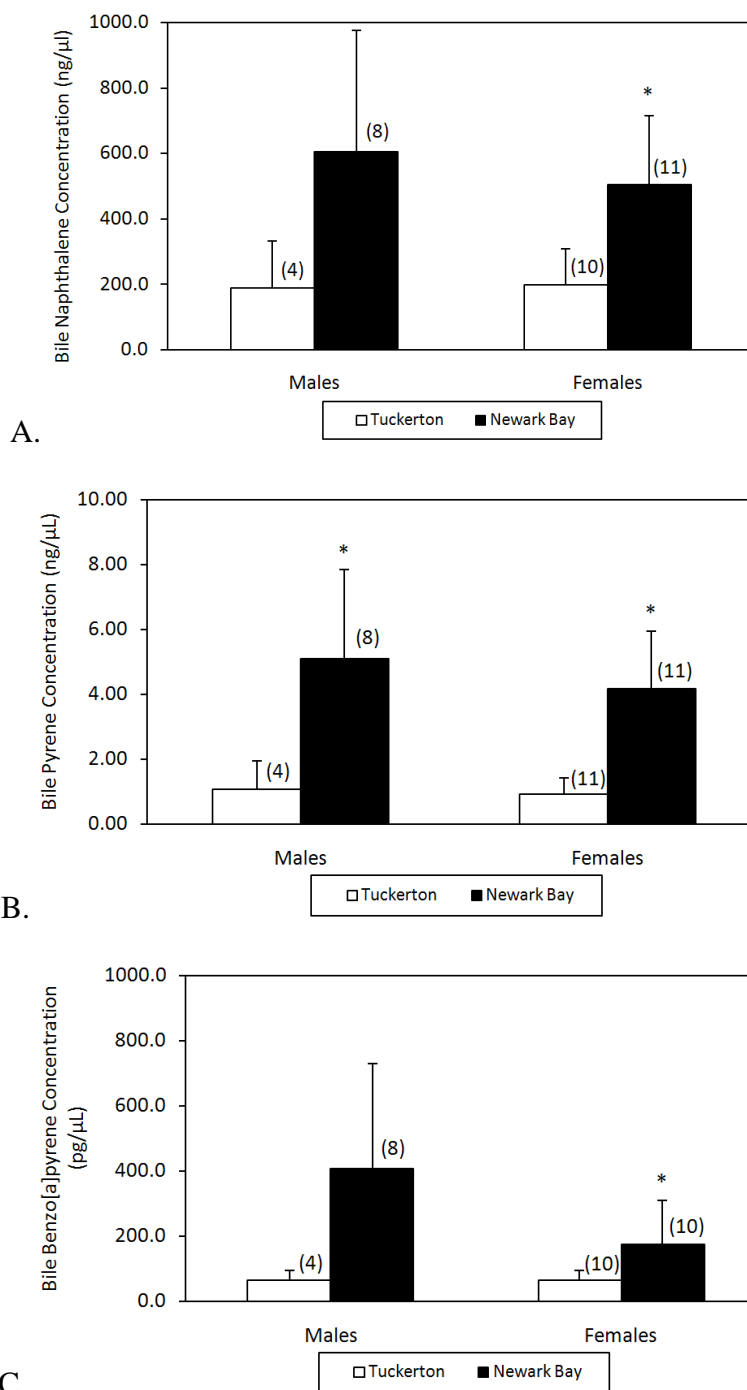 Bile Naphthalene Concentration (ng/µl)
1000.0
800.0
600.0
400.0
200.0
0.0
(4)
(8)
(10)
*
(11)
Males
Females
Tuckerton
Newark Bay
A.
Bile Pyrene Concentration (ng/µL)
10.00
8.00
6.00
4.00
2.00
0.00
(4)
*
(8)
(11)
*
(11)
Males
Females
Tuckerton
Newark Bay
B.
Bile Benzo[a]pyrene Concentration
(pg/µL)
1000.0
800.0
600.0
400.0
200.0
0.0
(4)
(8)
(10)
*
(10)
Males
Females
Tuckerton
Newark Bay
C